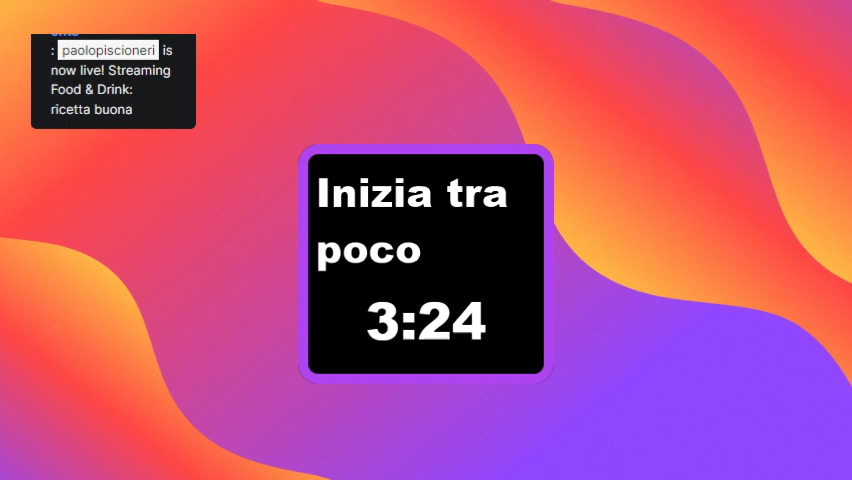 : paolopiscioneri is
now live! Streaming
Food & Drink:
ricetta buona
Inizia tra
poco
3:24